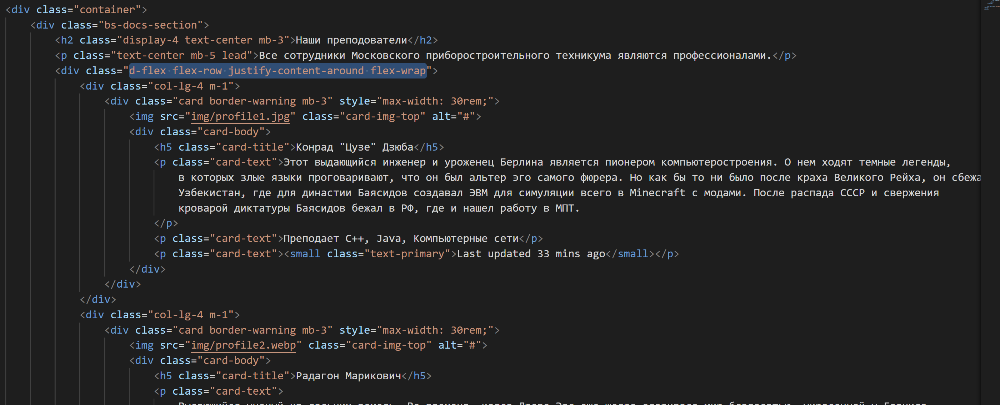 <div class="container">
<div class="bs-docs-section">
<h2 class="display-4 text-center mb-3">Наши преподователи</h2>
<p class="text-center mb-5 lead">Все сотрудники Московского приборостроительного техникума являются профессионалами.</p>
<div class="d-flex flex-row justify-content-around flex-wrap">
<div class="col-lg-4 m-1">
<div class="card border-warning mb-3" style="max-width: 30rem;">
<img src="img/profile1.jpg" class="card-img-top" alt="#">
<div class="card-body">
<h5 class="card-title">Конрад "Цузе" Дзюба</h5>
<p class="card-text">Этот выдающийся инженер и уроженец Берлина является пионером компьютеростроения. О нем ходят темные легенды,
в которых злые языки проговаривают, что он был альтер эго самого фюрера. Но как бы то ни было после краха Великого Рейха, он сбежа
Узбекистан, где для династии Баясидов создавал ЭВМ для симуляции всего в Minecraft с модами. После распада СССР и свержения
кроварой диктатуры Баясидов бежал в РФ, где и нашел работу в МПТ.
</p>
<p class="card-text">Преподает C++, Java, Компьютерные сети</p>
<p class="card-text"><small class="text-primary">Last updated 33 mins ago</small></p>
</div>
</div>
</div>
<div class="col-lg-4 m-1">
<div class="card border-warning mb-3" style="max-width: 30rem;">
<img src="img/profile2.webp" class="card-img-top" alt="#">
<div class="card-body">
<h5 class="card-title">Радагон Марикович</h5>
<p class="card-text">